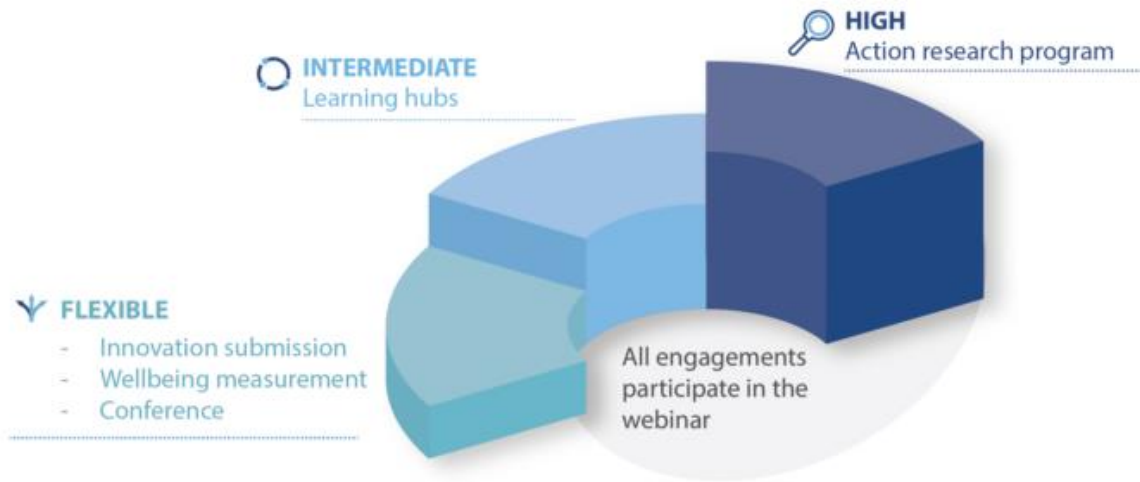 HIGH
Action research program
INTERMEDIATE
Learning hubs
FLEXIBLE
- Innovation submission
- Wellbeing measurement
- Conference
All engagements
participate in the
webinar